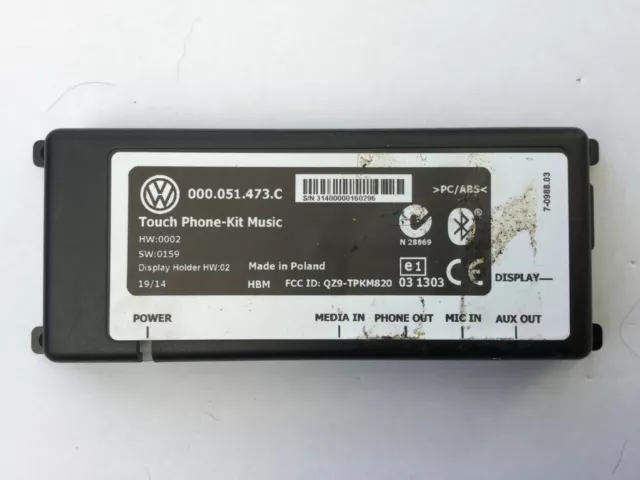 000.051.473.C
S/N 31400000160296
>PC/ABS<
Touch Phone-Kit Music
HW:0002
SW:0159
Display Holder HW:02
19/14
Made in Poland
HBM
FCC ID: QZ9-TPKM820
N 28669
e1
03 1303
CE
7-0988.03
DISPLAY
POWER
MEDIA IN
PHONE OUT
MIC IN
AUX OUT